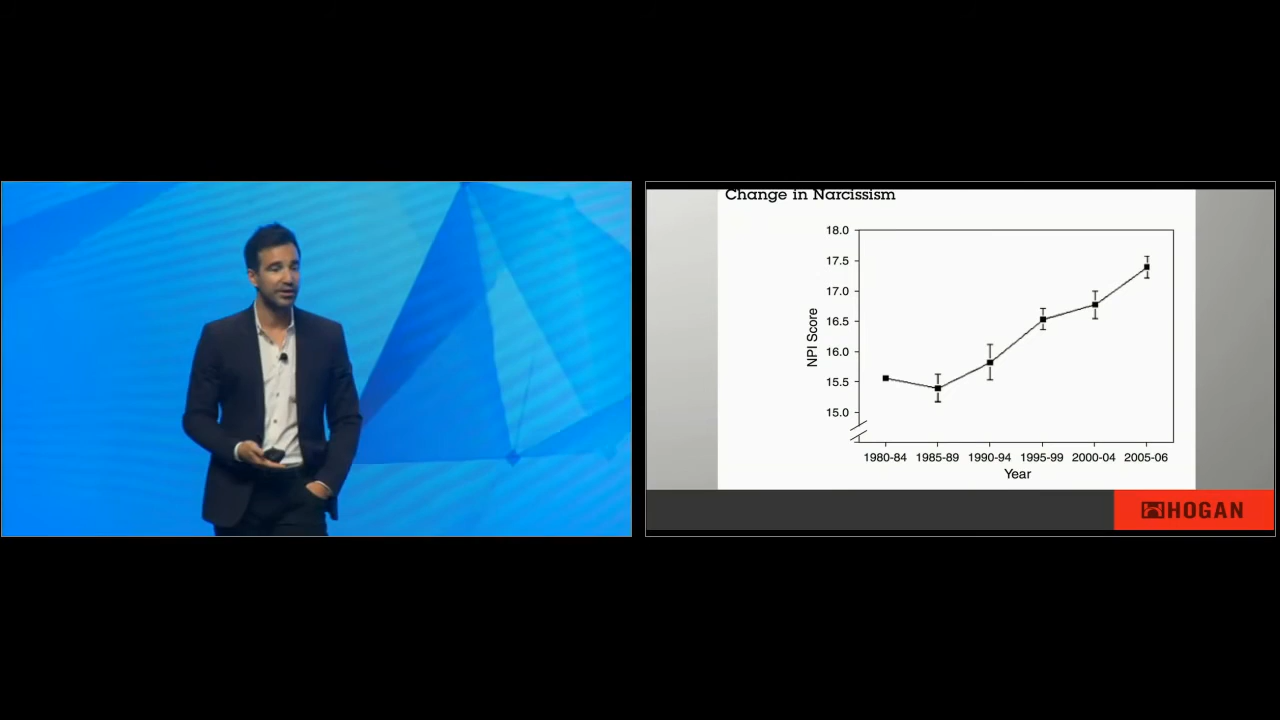 Change in Narcissism
18.0
17.5
17.0
16.5
16.0
15.5
15.0
NPI Score
1980-84 1985-89 1990-94 1995-99 2000-04 2005-06
Year
HOGAN